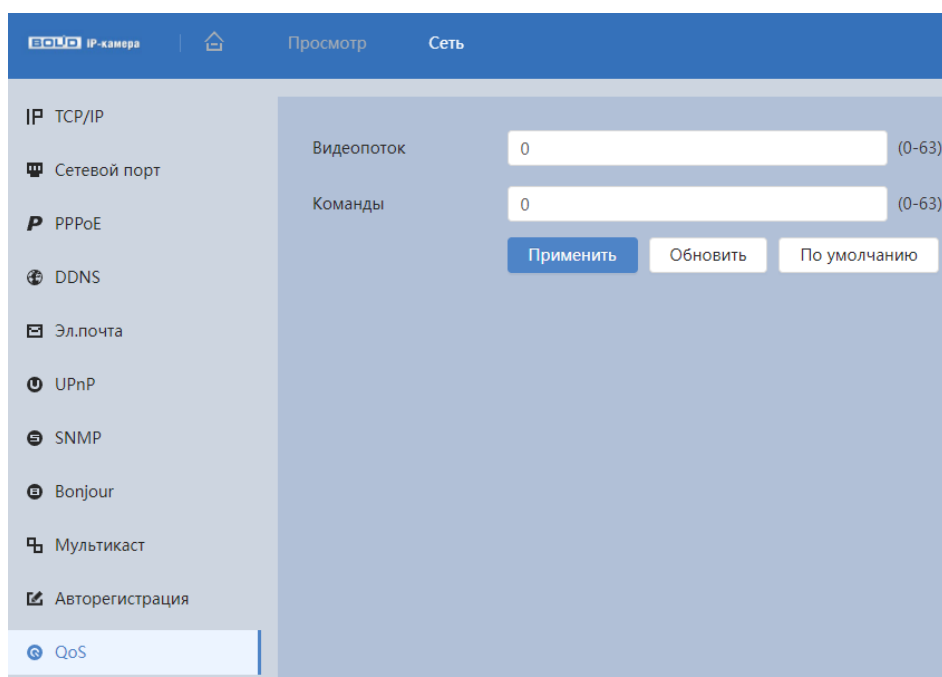 BOLID IP-камера Просмотр Сеть
TCP/IP
Сетевой порт
PPPoE
DDNS
Эл.почта
UPnP
SNMP
Bonjour
Мультикаст
Авторегистрация
QoS
Видеопоток 0 (0-63)
Команды 0 (0-63)
Применить Обновить По умолчанию